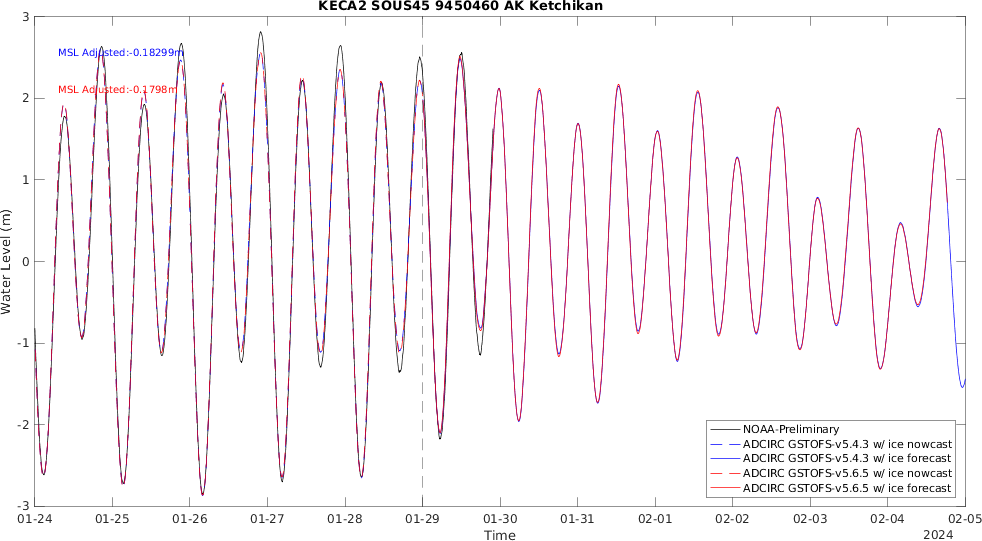 KECA2 SOUS45 9450460 AK Ketchikan
MSL Adjusted:-0.18299m
MSL Adjusted:-0.1798m
Water Level (m)
3
2
1
0
-1
-2
-3
NOAA-Preliminary
ADCIRC GSTOFS-v5.4.3 w/ ice nowcast
ADCIRC GSTOFS-v5.4.3 w/ ice forecast
ADCIRC GSTOFS-v5.6.5 w/ ice nowcast
ADCIRC GSTOFS-v5.6.5 w/ ice forecast
01-24 01-25 01-26 01-27 01-28 01-29 01-30 01-31 02-01 02-02 02-03 02-04 02-05
Time
2024